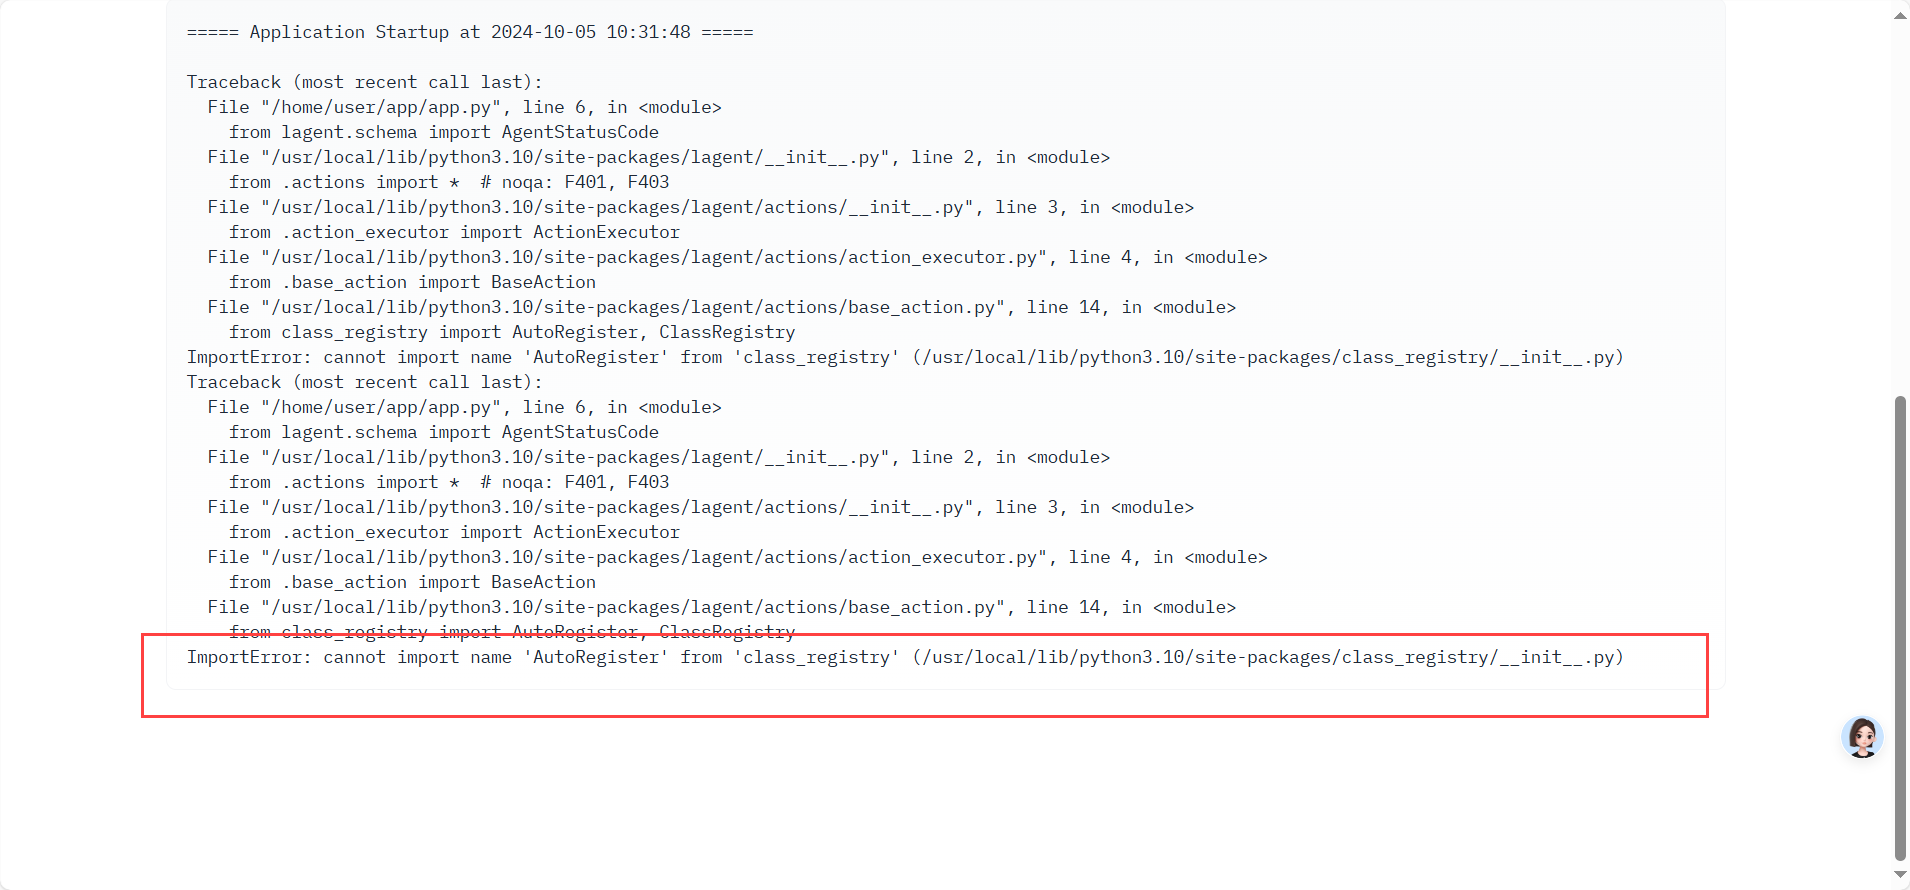 ===== Application Startup at 2024-10-05 10:31:48 =====
Traceback (most recent call last):
  File "/home/user/app/app.py", line 6, in <module>
    from lagent.schema import AgentStatusCode
  File "/usr/local/lib/python3.10/site-packages/lagent/__init__.py", line 2, in <module>
    from .actions import *  # noqa: F401, F403
  File "/usr/local/lib/python3.10/site-packages/lagent/actions/__init__.py", line 3, in <module>
    from .action_executor import ActionExecutor
  File "/usr/local/lib/python3.10/site-packages/lagent/actions/action_executor.py", line 4, in <module>
    from .base_action import BaseAction
  File "/usr/local/lib/python3.10/site-packages/lagent/actions/base_action.py", line 14, in <module>
    from class_registry import AutoRegister, ClassRegistry
ImportError: cannot import name 'AutoRegister' from 'class_registry' (/usr/local/lib/python3.10/site-packages/class_registry/__init__.py)
Traceback (most recent call last):
  File "/home/user/app/app.py", line 6, in <module>
    from lagent.schema import AgentStatusCode
  File "/usr/local/lib/python3.10/site-packages/lagent/__init__.py", line 2, in <module>
    from .actions import *  # noqa: F401, F403
  File "/usr/local/lib/python3.10/site-packages/lagent/actions/__init__.py", line 3, in <module>
    from .action_executor import ActionExecutor
  File "/usr/local/lib/python3.10/site-packages/lagent/actions/action_executor.py", line 4, in <module>
    from .base_action import BaseAction
  File "/usr/local/lib/python3.10/site-packages/lagent/actions/base_action.py", line 14, in <module>
    from class_registry import AutoRegister, ClassRegistry
ImportError: cannot import name 'AutoRegister' from 'class_registry' (/usr/local/lib/python3.10/site-packages/class_registry/__init__.py)